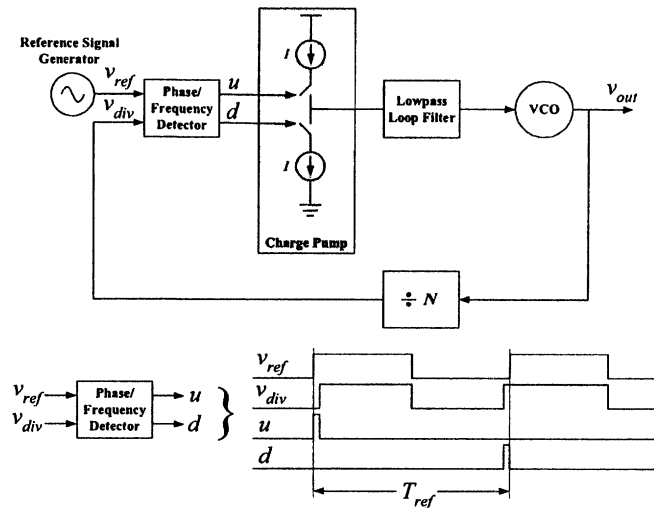 Reference Signal
Generator
v_ref
v_div
Phase/
Frequency
Detector
u
d
I
I
Charge Pump
Lowpass
Loop Filter
VCO
v_out
÷ N
v_ref
v_div
Phase/
Frequency
Detector
u
d
v_ref
v_div
u
d
T_ref